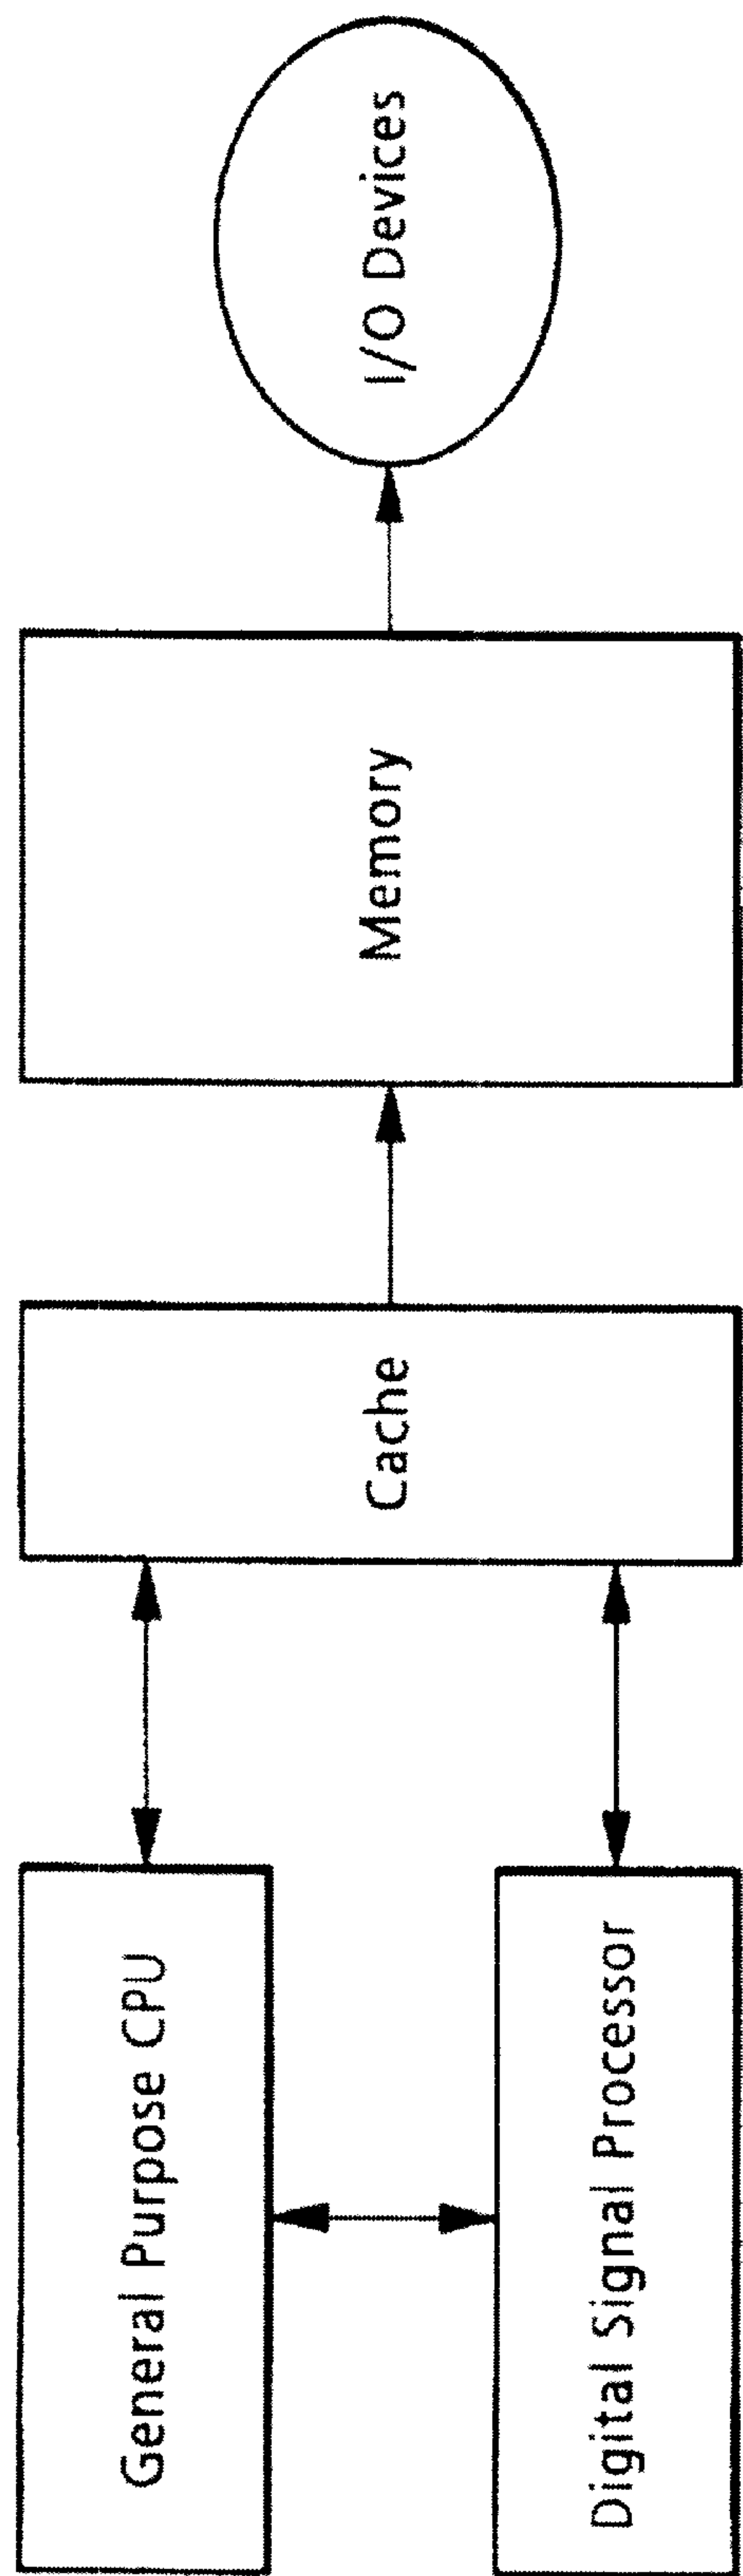 General Purpose CPU
Digital Signal Processor
Cache
Memory
I/O Devices